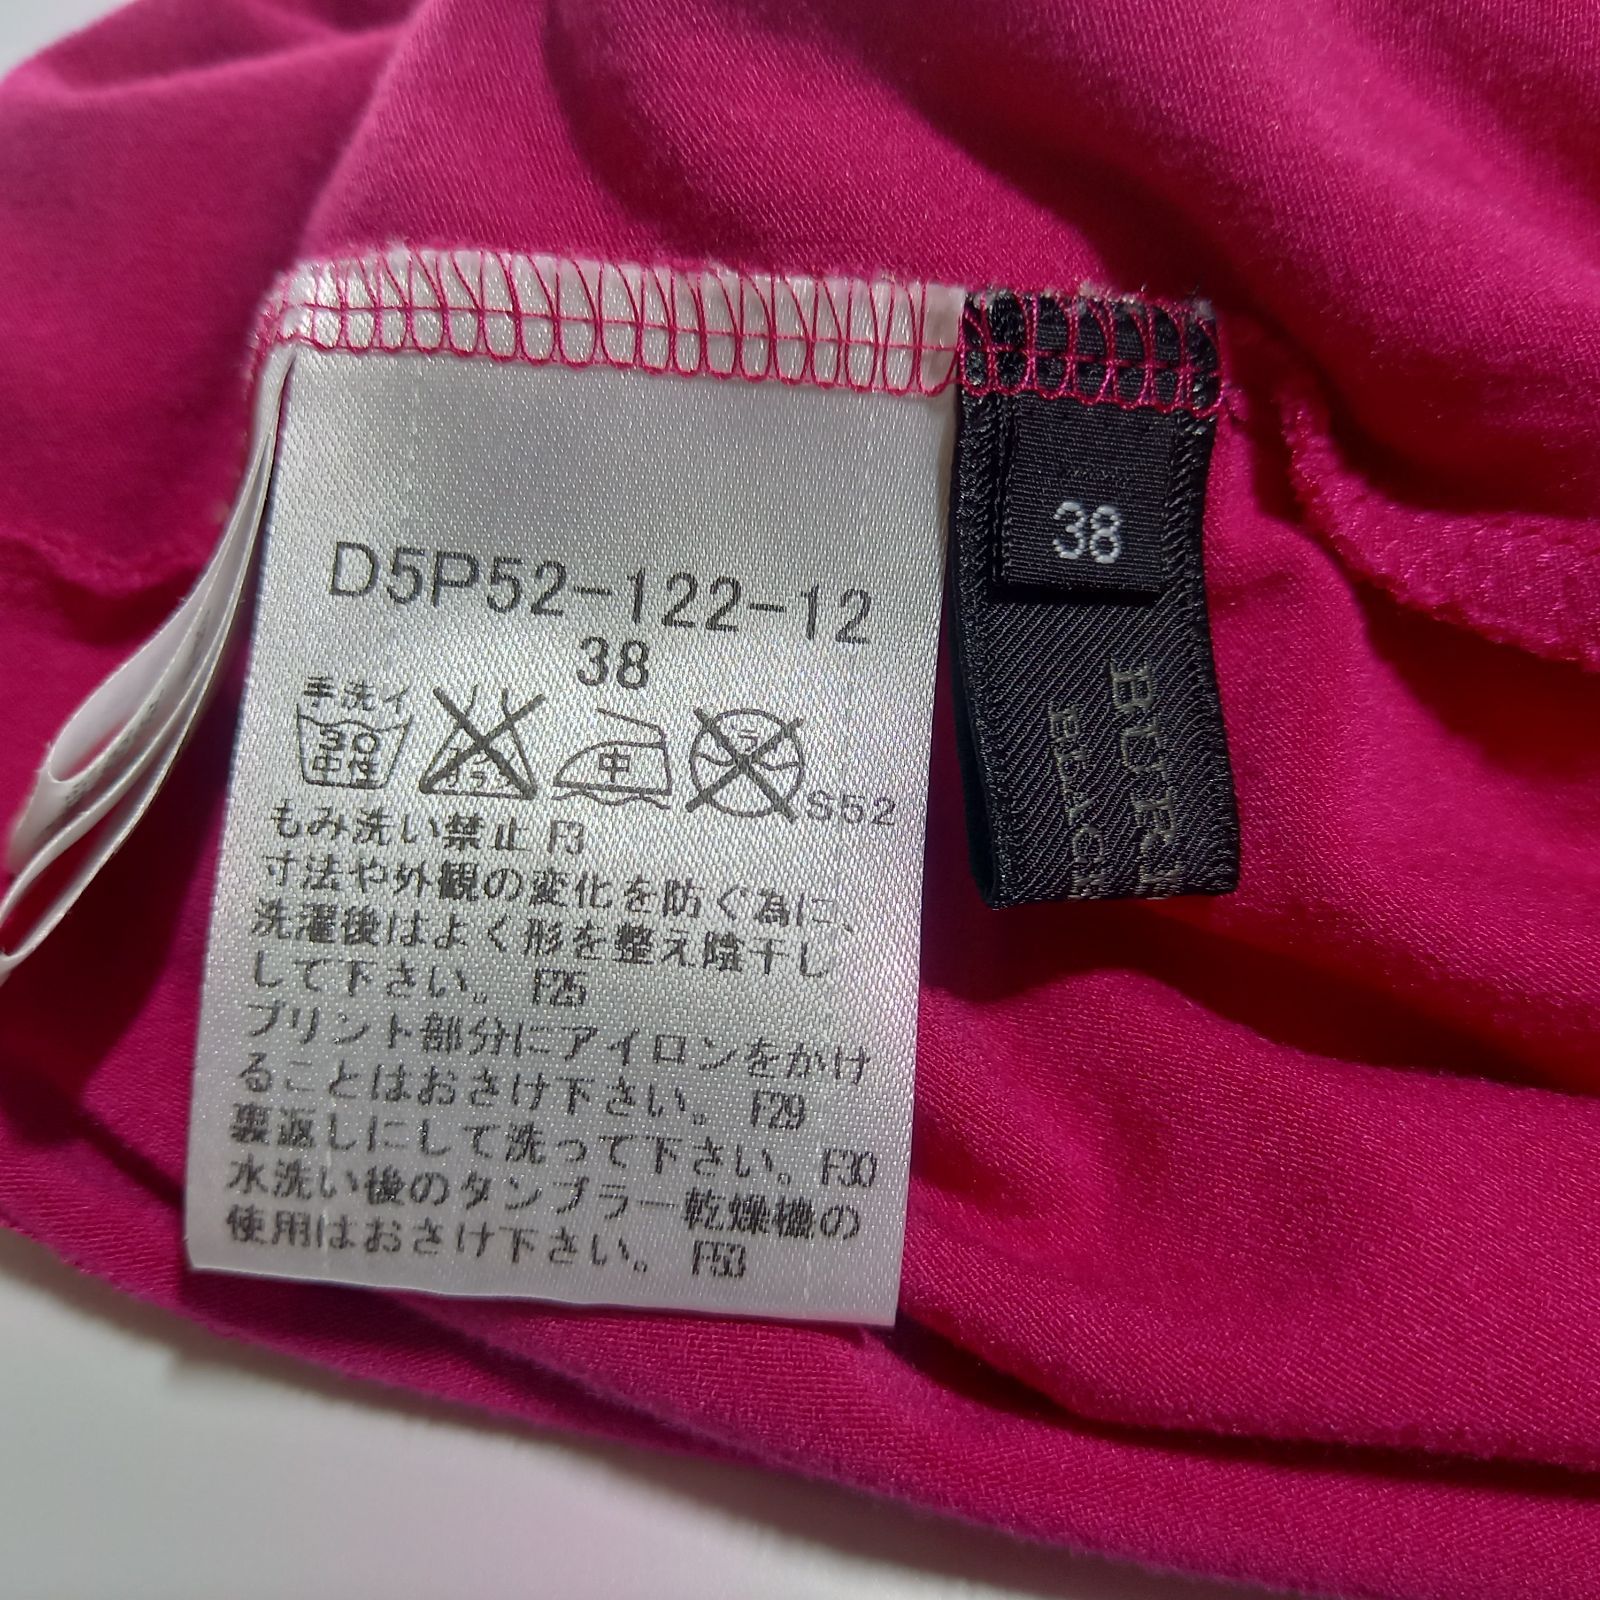 D5P52-122-12
38
手洗イ
30
中性
中
S52
もみ洗い禁止 F3
寸法や外観の変化を防ぐ為に、
洗濯後はよく形を整え陰干し
して下さい。 F25
プリント部分にアイロンをかけ
ることはおさけ下さい。 F29
裏返しにして洗って下さい。F30
水洗い後のタンブラー乾燥機の
使用はおさけ下さい。 F53
38
BUR
BLACK